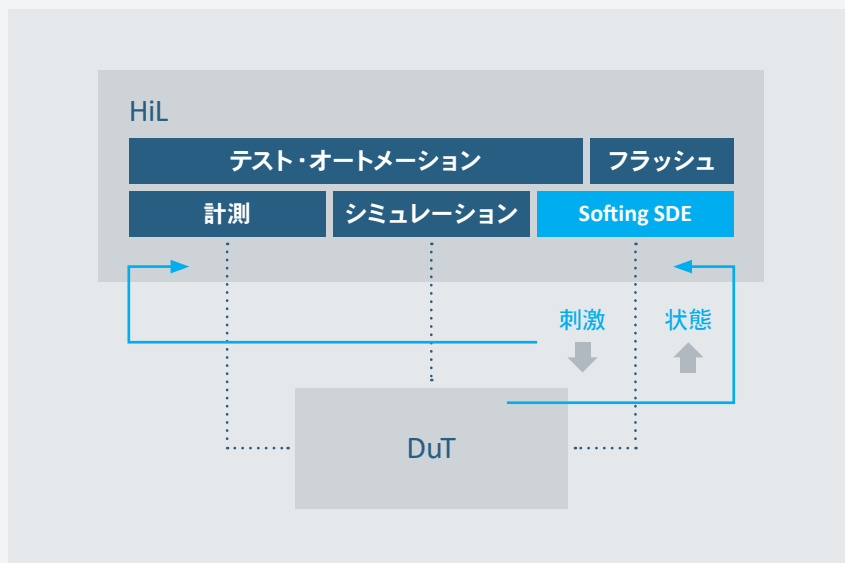 HiL
テスト・オートメーション
フラッシュ
計測
シミュレーション
Softing SDE
刺激
状態
DuT